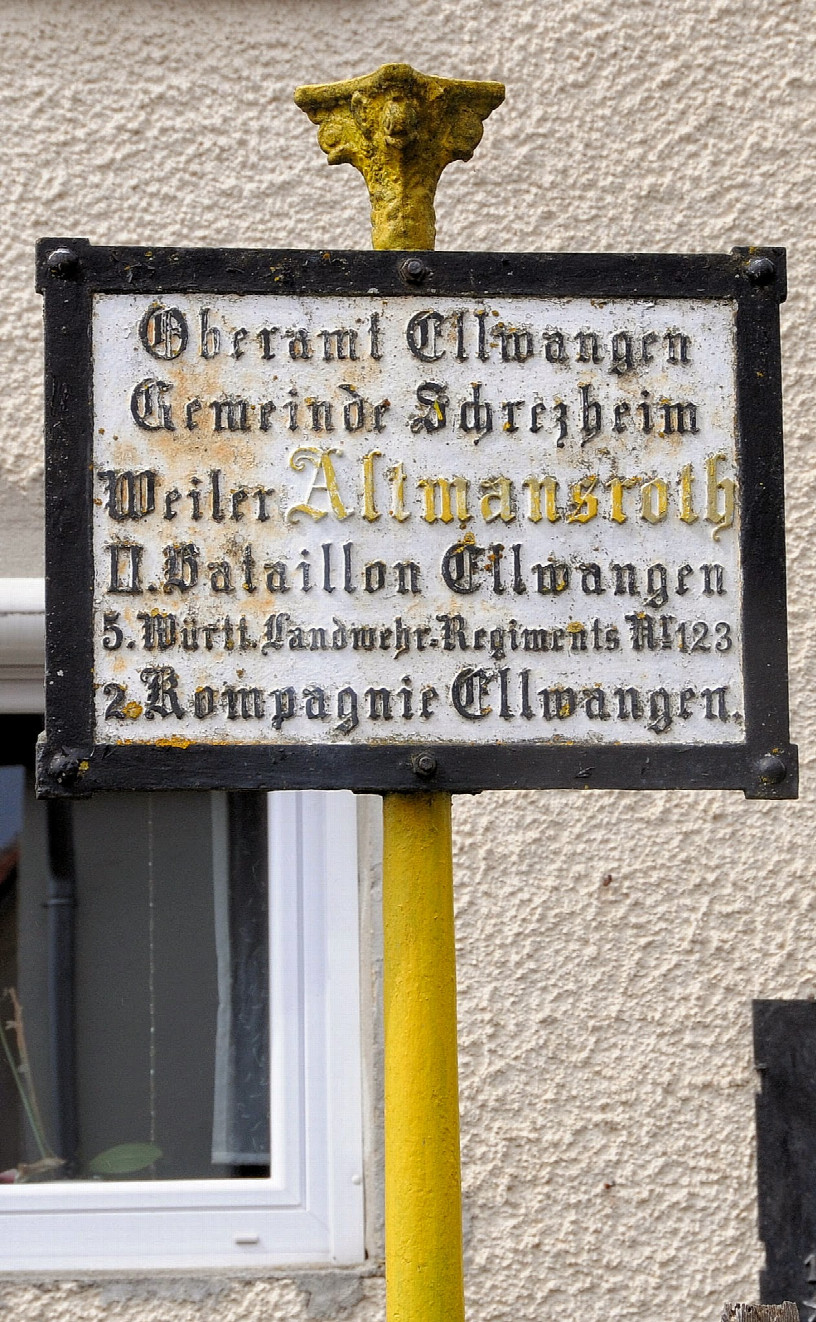 Oberamt Ellwangen
Gemeinde Schrezheim
Weiler Altmansroth
II. Bataillon Ellwangen
5. Württ. Landwehr-Regiments Nr. 123
2. Kompagnie Ellwangen.